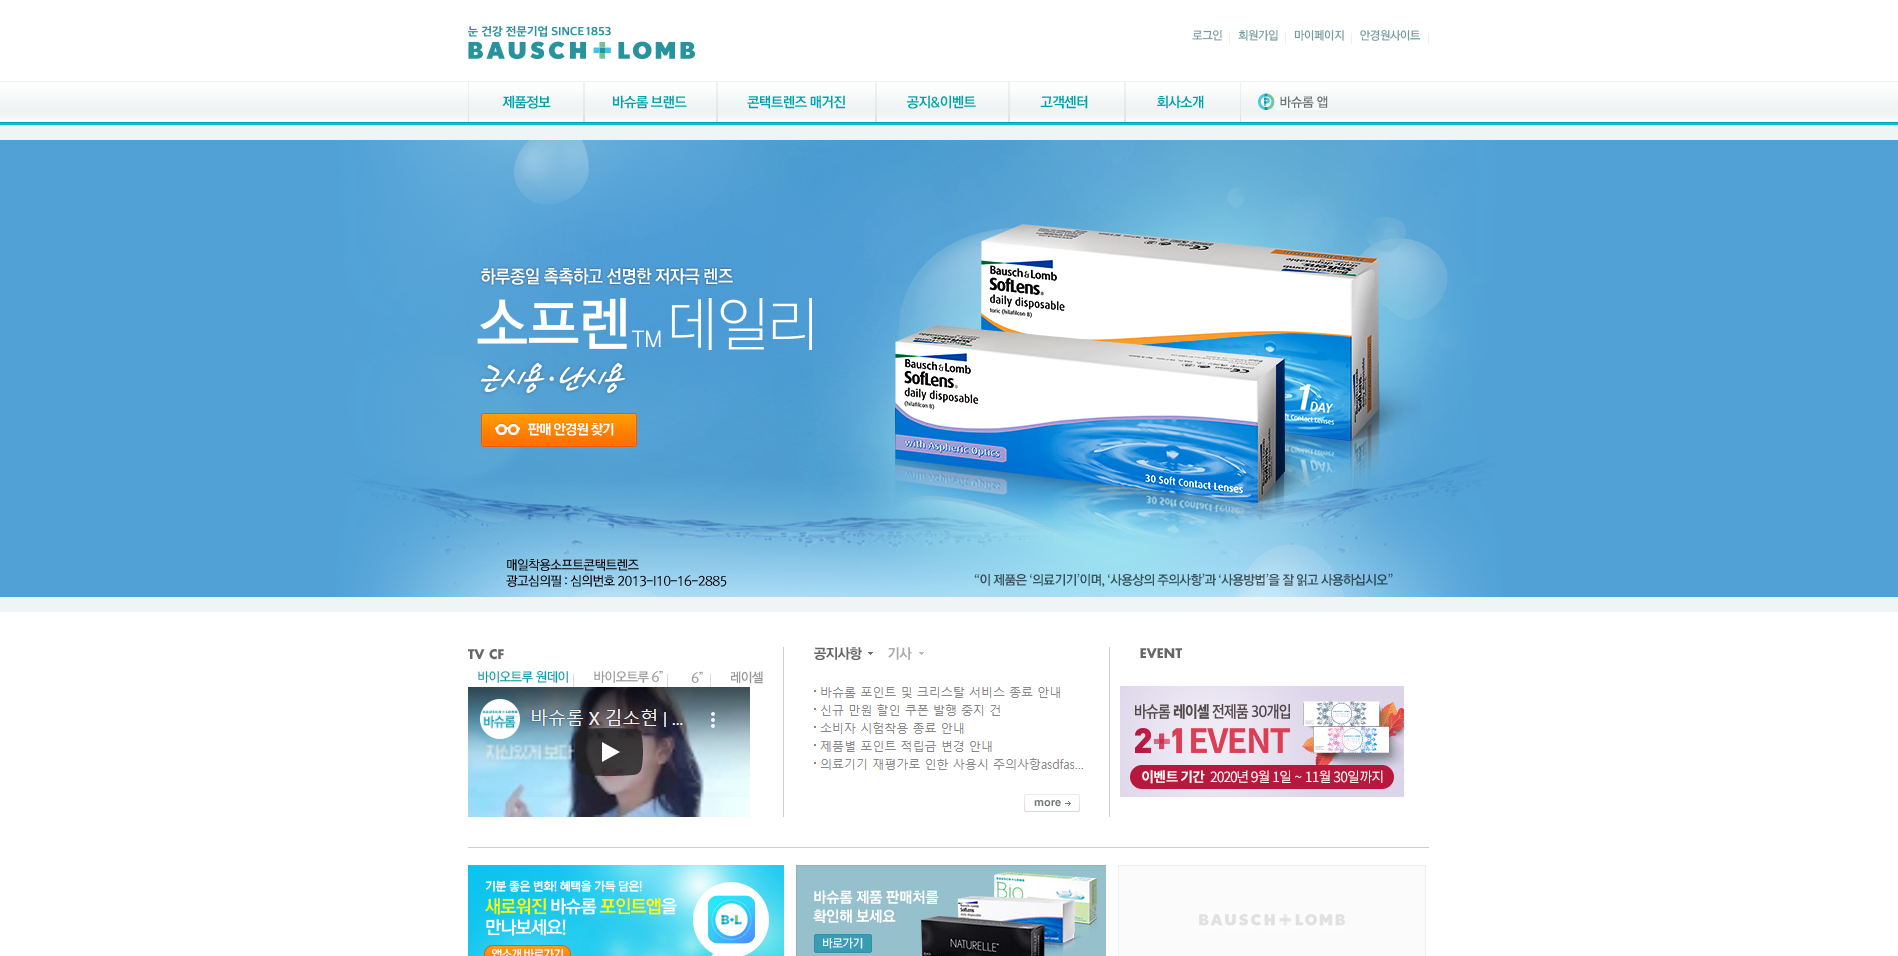 눈 건강 전문기업 SINCE 1853
BAUSCH+LOMB
로그인 회원가입 마이페이지 안경원사이트
제품정보 바슈롬 브랜드 콘택트렌즈 매거진 공지&이벤트 고객센터 회사소개 바슈롬 앱
하루종일 촉촉하고 선명한 저자극 렌즈
소프렌TM 데일리
근시용·난시용
판매 안경원 찾기
Bausch & Lomb
SofLens®
daily disposable
toric (hilafilcon B)
1 DAY
Soft Contact Lenses
Bausch & Lomb
SofLens®
daily disposable
(hilafilcon B)
with Aspheric Optics
30 Soft Contact Lenses
매일착용소프트콘택트렌즈
광고심의필 : 심의번호 2013-I10-16-2885
“이 제품은 ‘의료기기’이며, ‘사용상의 주의사항’과 ‘사용방법’을 잘 읽고 사용하십시오”
TV CF
바이오트루 원데이 바이오트루 6” 6” 레이셀
BAUSCH+LOMB
바슈롬
바슈롬 X 김소현 | ...
자신있게 보다
공지사항 기사
· 바슈롬 포인트 및 크리스탈 서비스 종료 안내
· 신규 만원 할인 쿠폰 발행 중지 건
· 소비자 시험착용 종료 안내
· 제품별 포인트 적립금 변경 안내
· 의료기기 재평가로 인한 사용시 주의사항asdfas...
more
EVENT
바슈롬 레이셀 전제품 30개입
2+1 EVENT
이벤트 기간 2020년 9월 1일 ~ 11월 30일까지
기분 좋은 변화! 혜택을 가득 담은!
새로워진 바슈롬 포인트앱을
만나보세요!
앱소개 바로가기
B+L
바슈롬 제품 판매처를
확인해 보세요
바로가기
BAUSCH+LOMB
Bio
SofLens
NATURELLE™
BAUSCH+LOMB